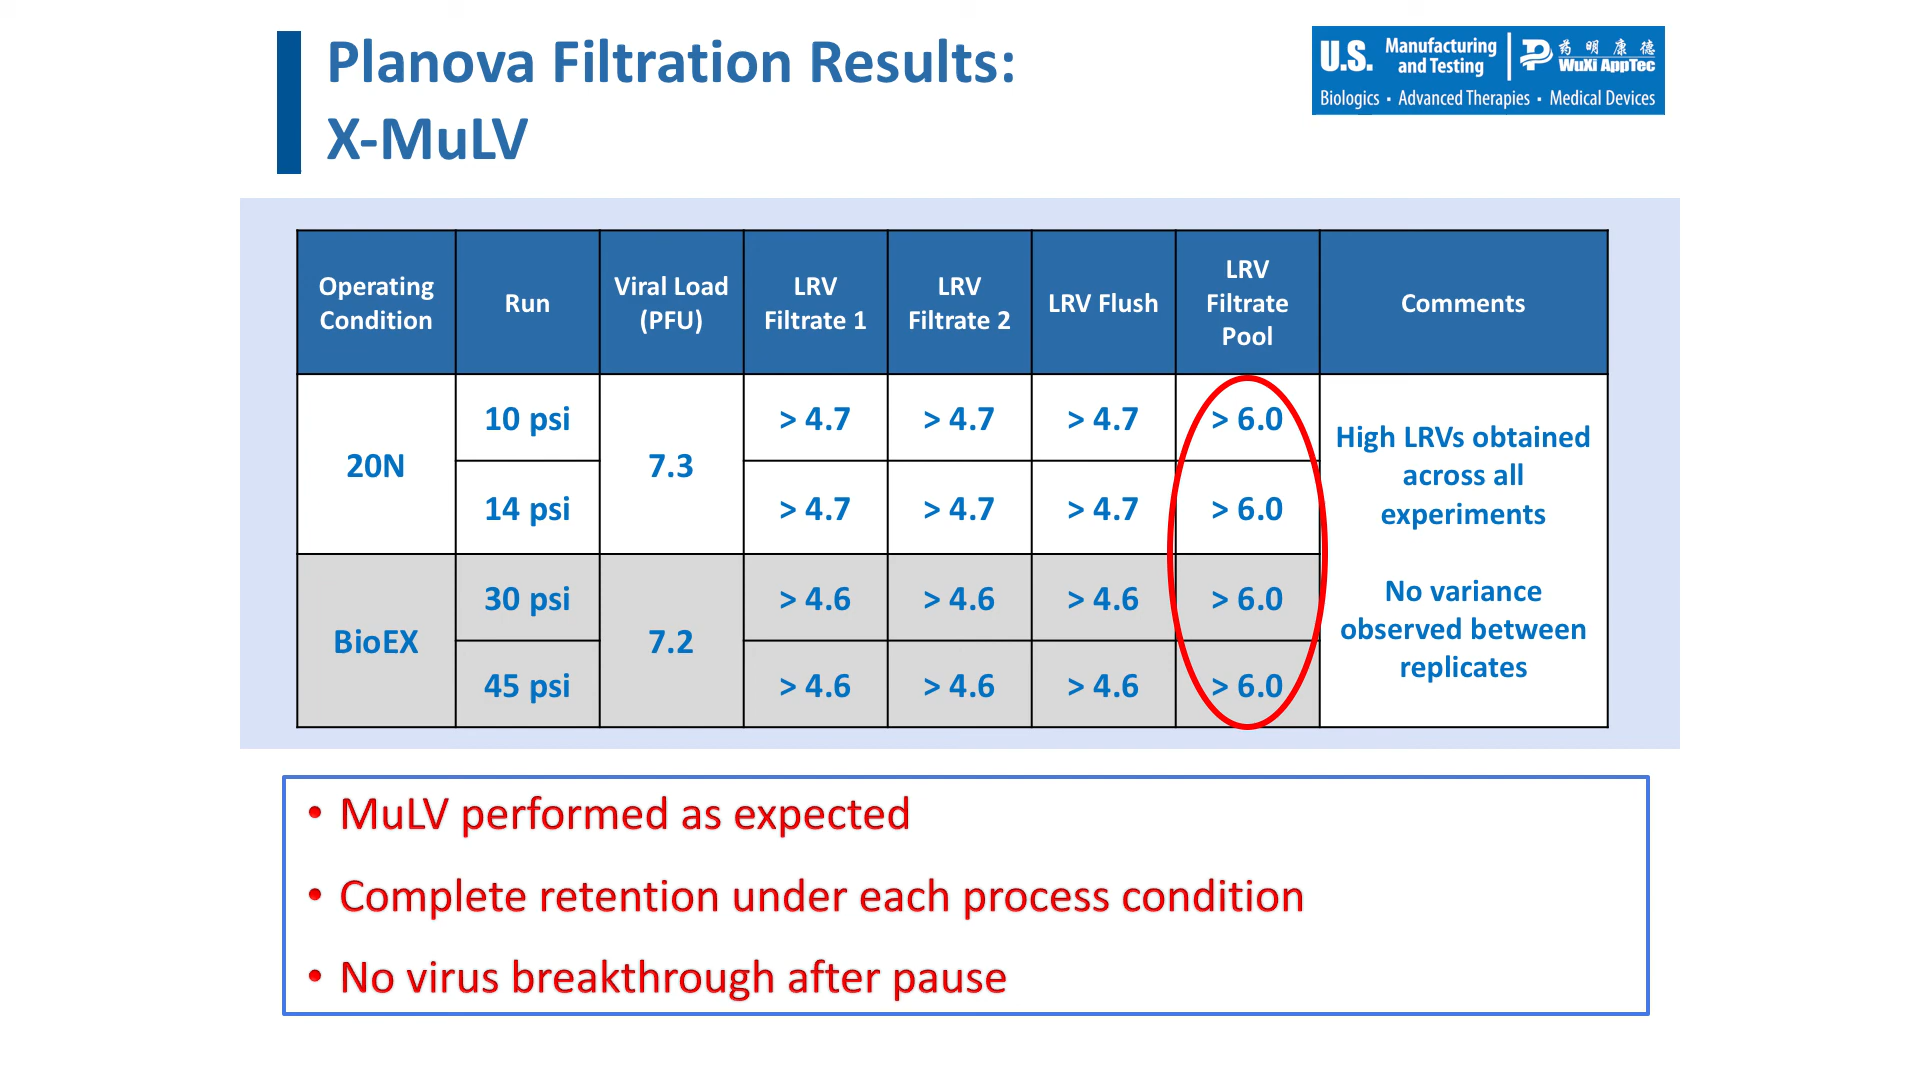 Planova Filtration Results:
X-MuLV
U.S. Manufacturing and Testing
药明康德
WuXi AppTec
Biologics • Advanced Therapies • Medical Devices
Operating Condition | Run | Viral Load (PFU) | LRV Filtrate 1 | LRV Filtrate 2 | LRV Flush | LRV Filtrate Pool | Comments
20N | 10 psi | 7.3 | > 4.7 | > 4.7 | > 4.7 | > 6.0
14 psi | > 4.7 | > 4.7 | > 4.7 | > 6.0
BioEX | 30 psi | 7.2 | > 4.6 | > 4.6 | > 4.6 | > 6.0
45 psi | > 4.6 | > 4.6 | > 4.6 | > 6.0
High LRVs obtained
across all
experiments
No variance
observed between
replicates
• MuLV performed as expected
• Complete retention under each process condition
• No virus breakthrough after pause